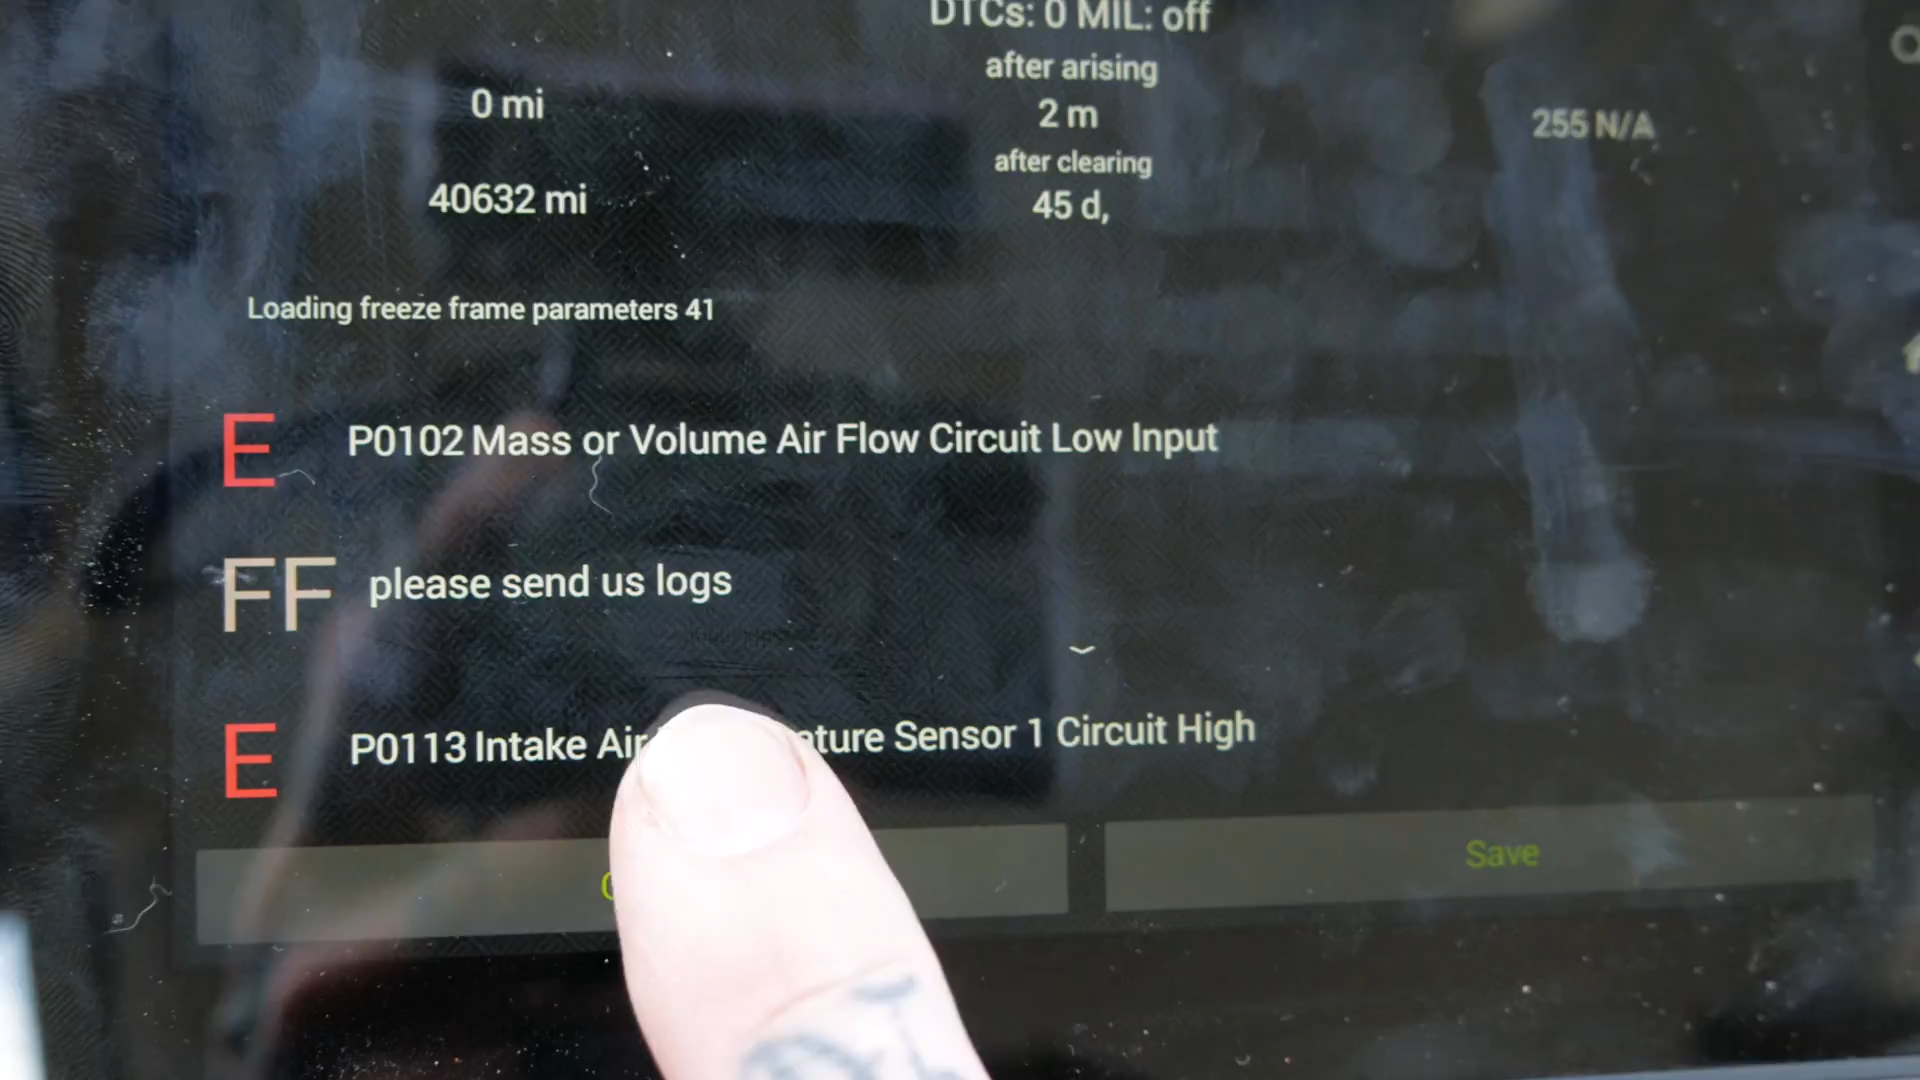 DTCs: 0 MIL: off
after arising
0 mi
2 m
255 N/A
after clearing
40632 mi
45 d,
Loading freeze frame parameters 41
E P0102 Mass or Volume Air Flow Circuit Low Input
FF please send us logs
E P0113 Intake Air ature Sensor 1 Circuit High
Save